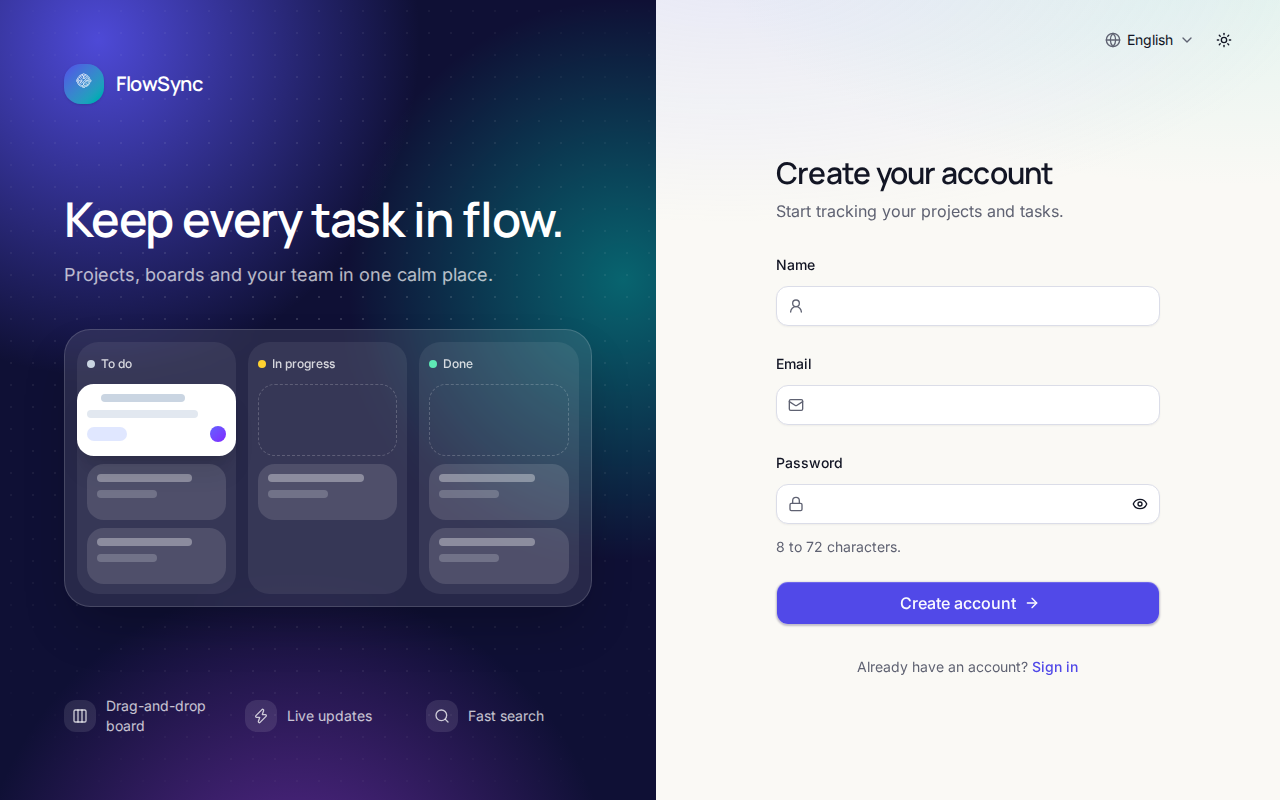 FlowSync
Keep every task in flow.
Projects, boards and your team in one calm place.
To do
In progress
Done
Drag-and-drop
board
Live updates
Fast search
English
Create your account
Start tracking your projects and tasks.
Name
Email
Password
8 to 72 characters.
Create account
Already have an account? Sign in